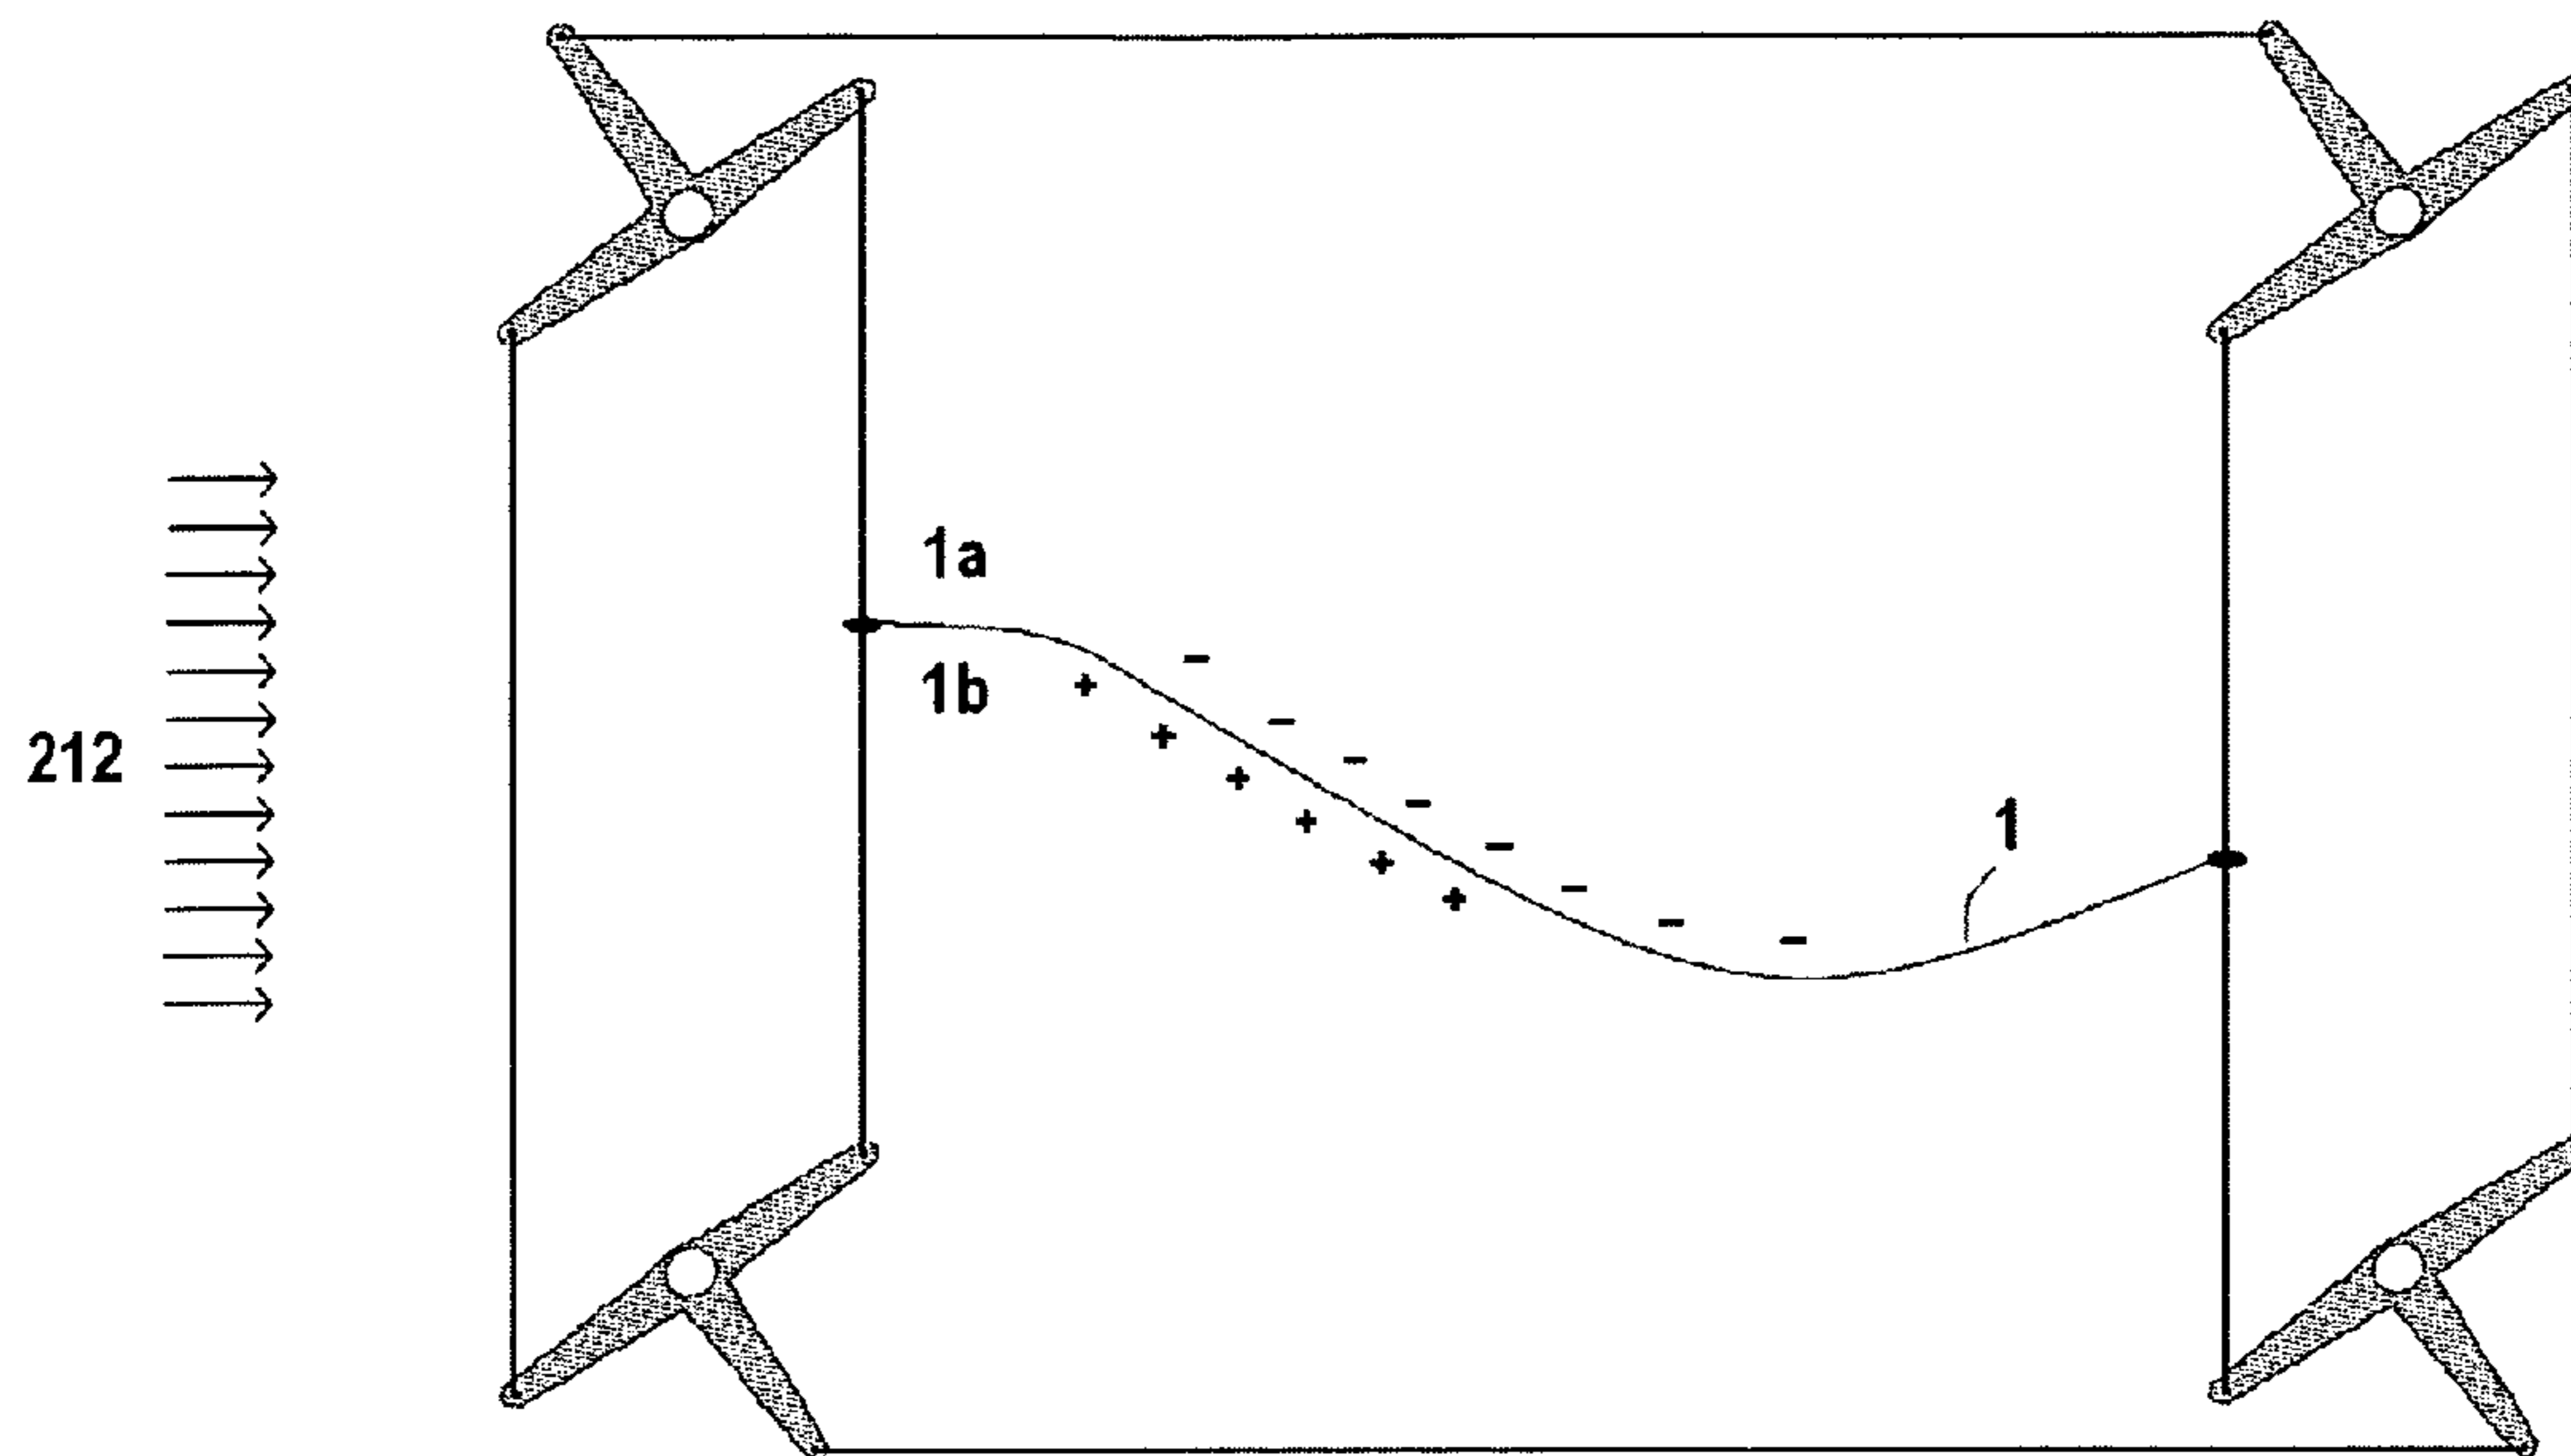 1a
1b
212
1
- - - - - - - -
+ + + + + +